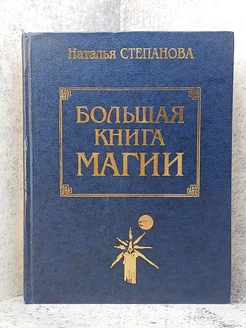 Наталья СТЕПАНОВА
БОЛЬШАЯ
КНИГА
МАГИИ